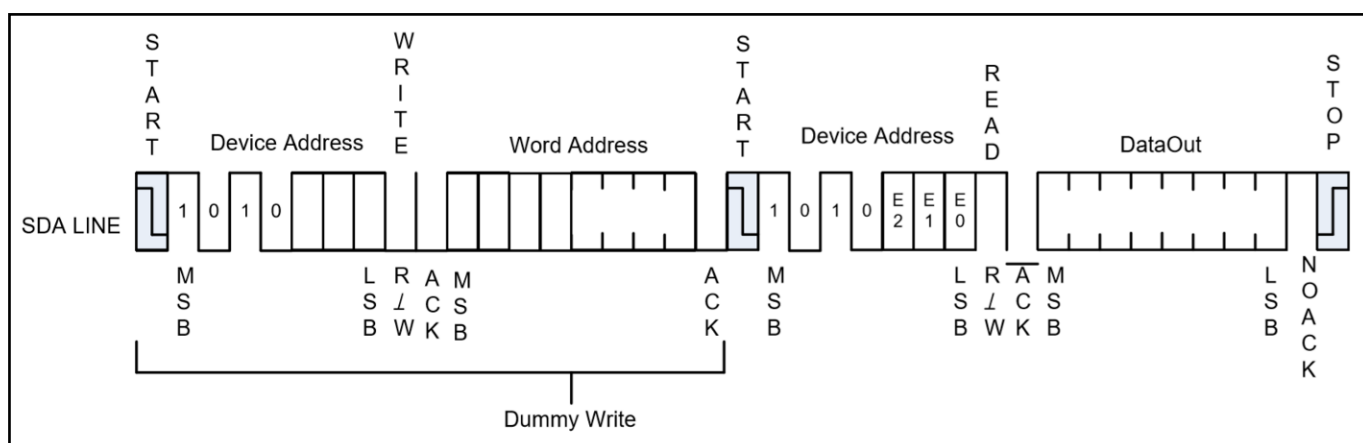 START
WRITE
START
READ
STOP
Device Address
Word Address
Device Address
DataOut
SDA LINE
1 0 1 0
1 0 1 0 E2 E1 E0
MSB
LSB
R/W
ACK
MSB
ACK
MSB
LSB
R/W
ACK
MSB
LSB
NOACK
Dummy Write